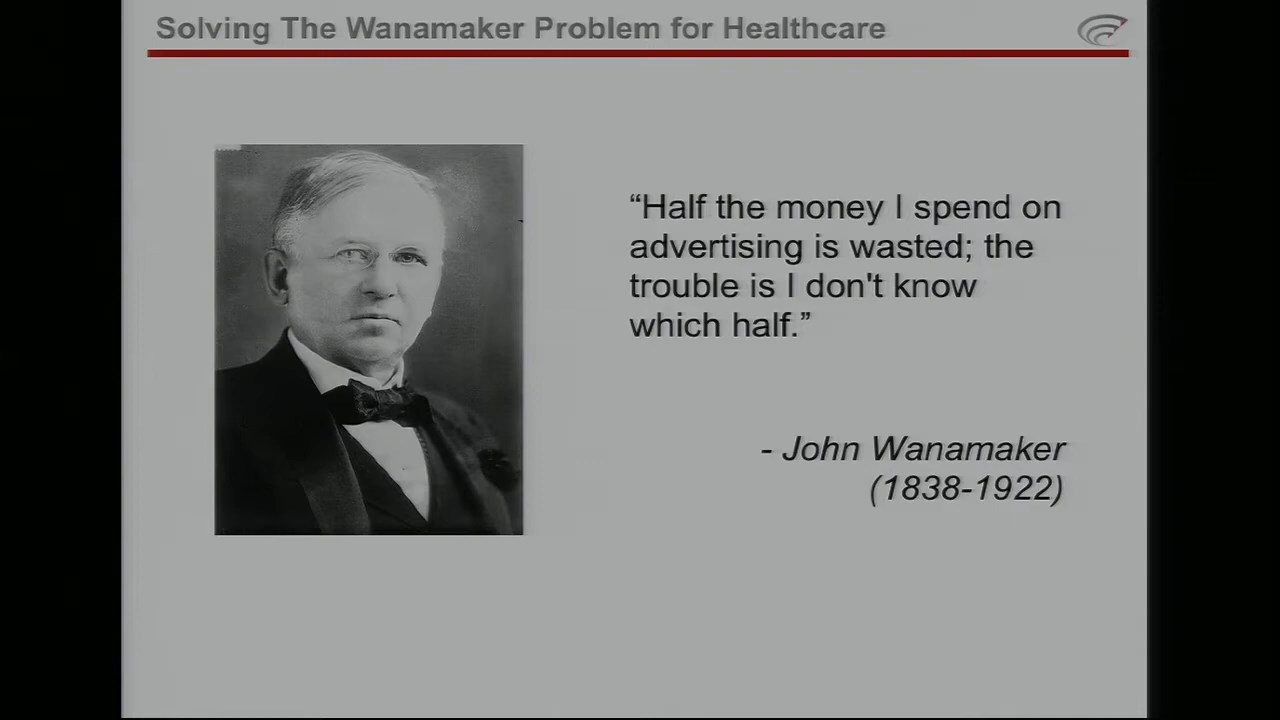 Solving The Wanamaker Problem for Healthcare
“Half the money I spend on
advertising is wasted; the
trouble is I don't know
which half.”
- John Wanamaker
(1838-1922)